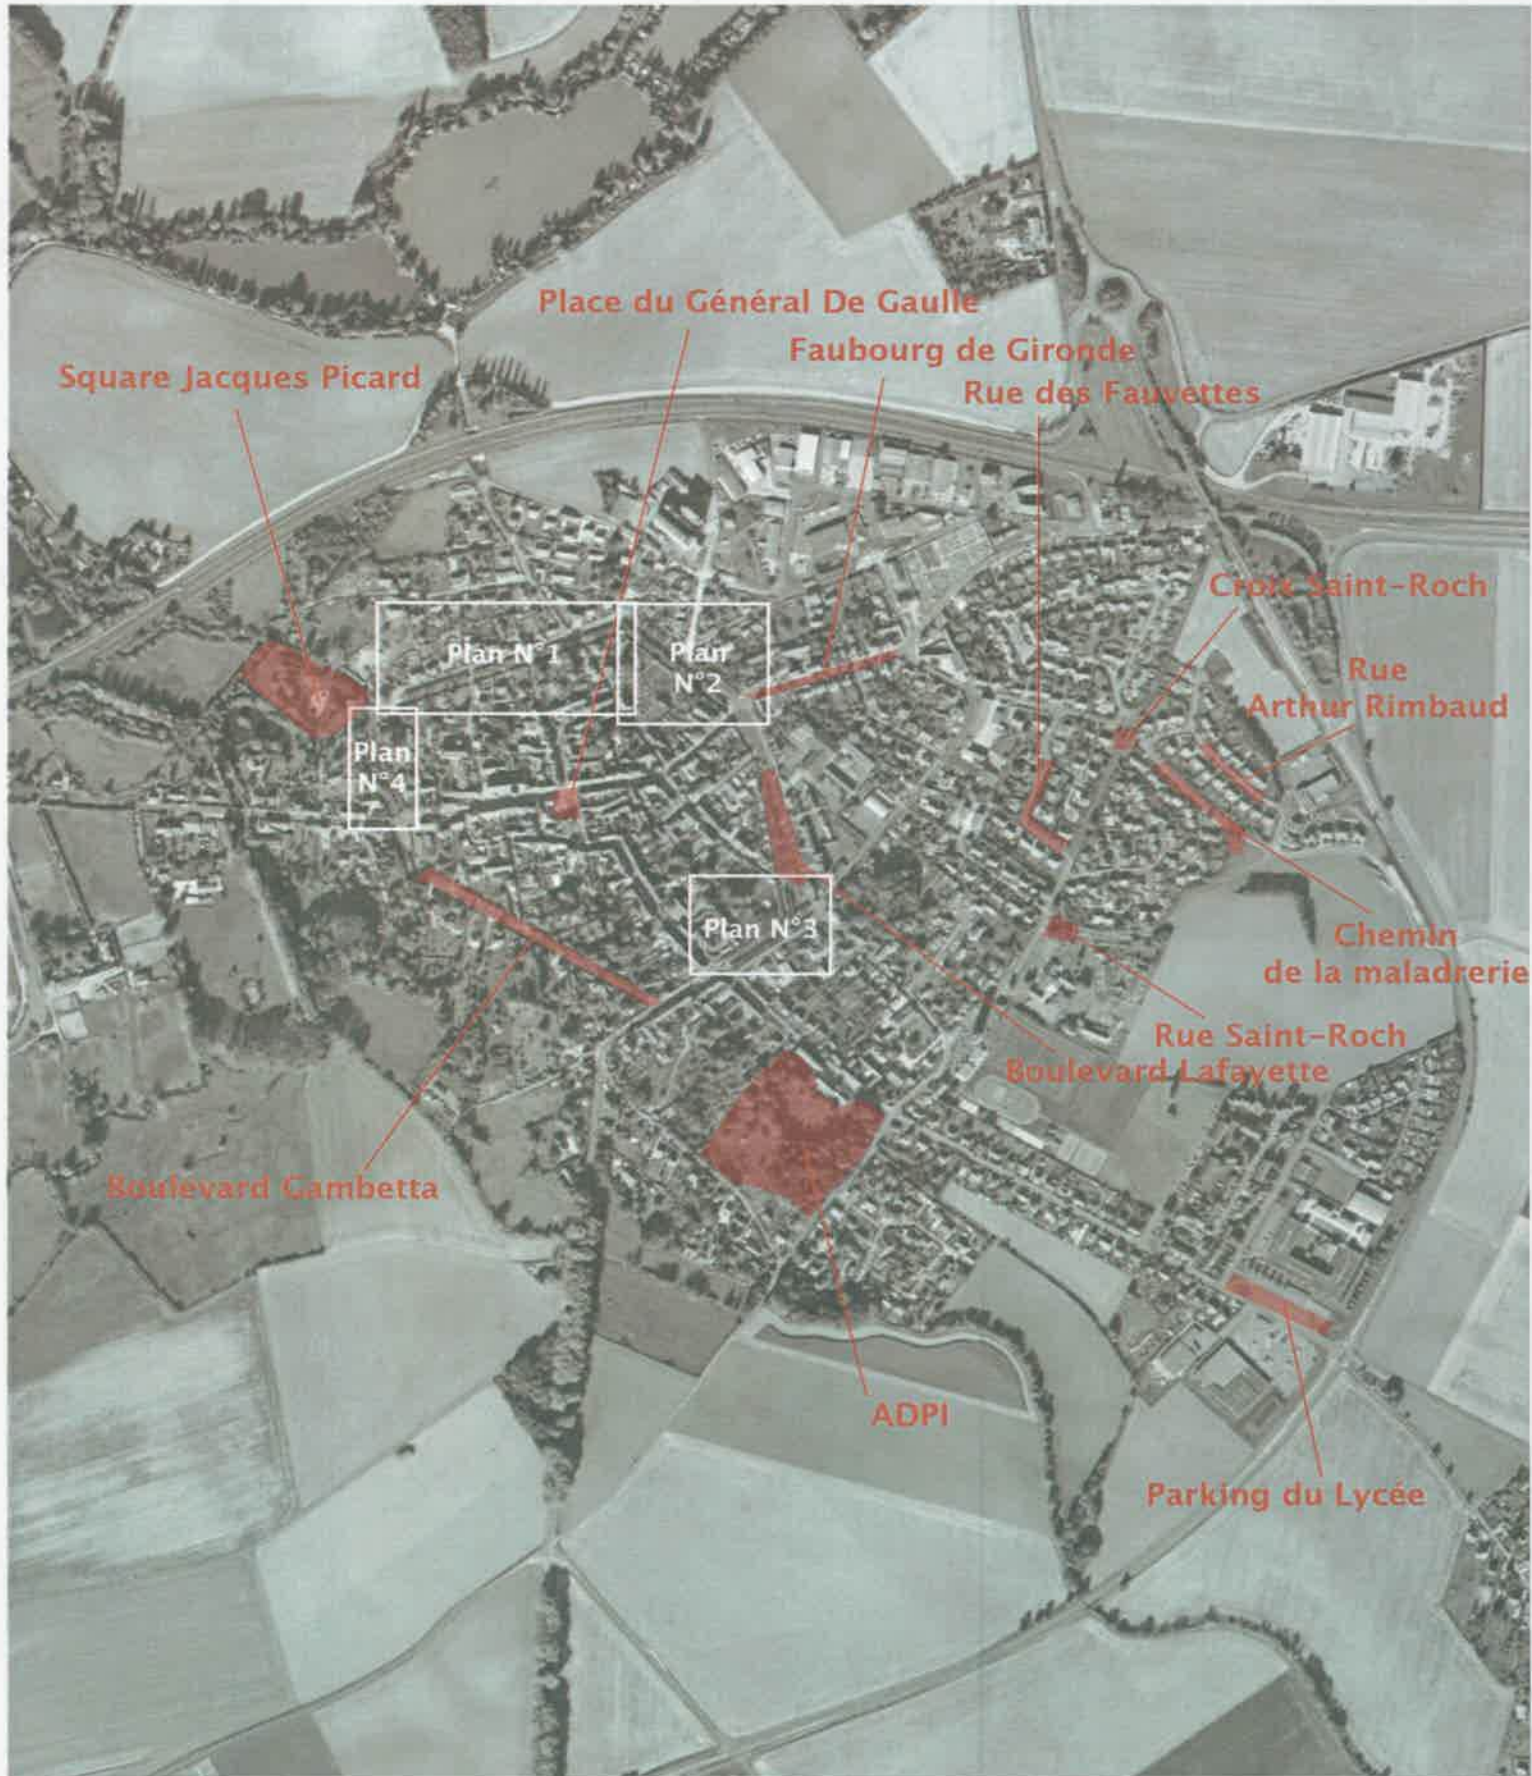 Place du Général De Gaulle
Faubourg de Gironde
Square Jacques Picard
Rue des Fauvettes
Croix Saint-Roch
Plan N°1
Plan
N°2
Rue
Arthur Rimbaud
Plan
N°4
Plan N°3
Chemin
de la maladrerie
Rue Saint-Roch
Boulevard Lafayette
Boulevard Gambetta
ADPI
Parking du Lycée